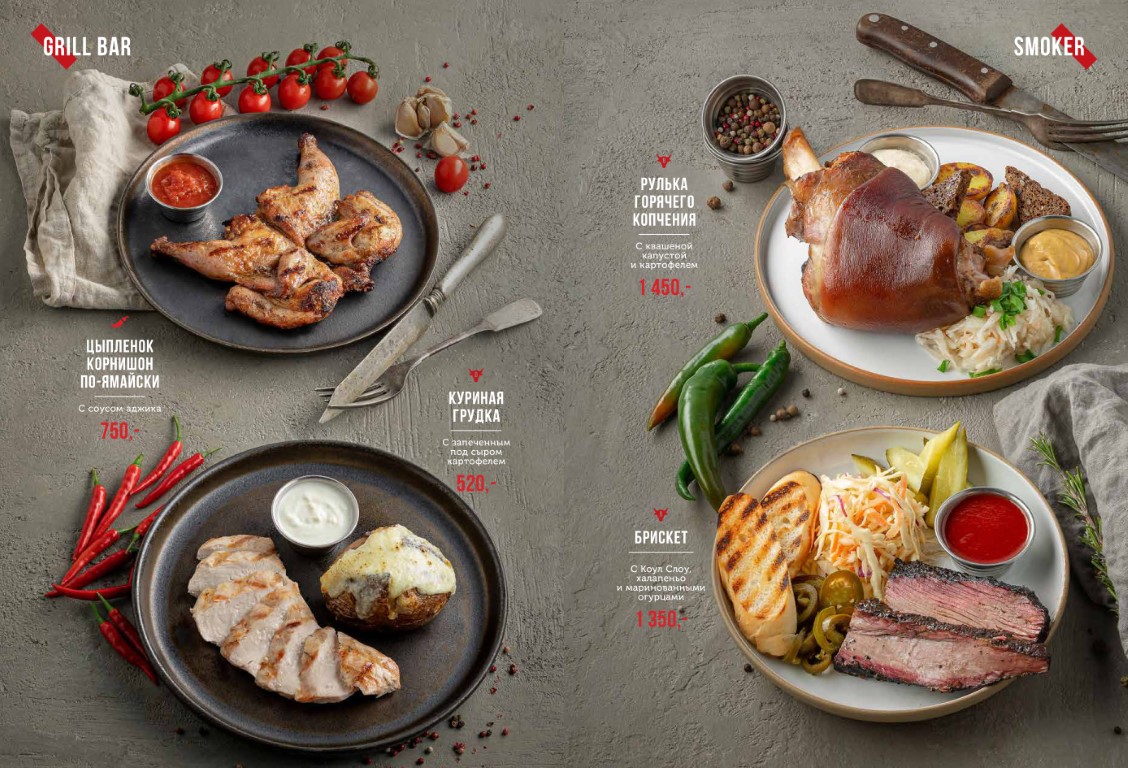 GRILL BAR
ЦЫПЛЕНОК
КОРНИШОН
ПО-ЯМАЙСКИ
С соусом аджика
750,-
КУРИНАЯ
ГРУДКА
С запеченным
под сыром
картофелем
520,-
SMOKER
РУЛЬКА
ГОРЯЧЕГО
КОПЧЕНИЯ
С квашеной
капустой
и картофелем
1 450,-
БРИСКЕТ
С Коул Слоу,
халапеньо
и маринованными
огурцами
1 350,-